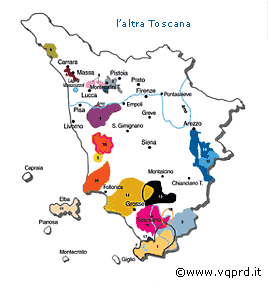 l'altra Toscana
Carrara
Massa
Pistoia
Prato
Lucca
Firenze
Pontassieve
Pisa
Empoli
Livorno
Greve
Arezzo
S. Gimignano
Siena
Capraia
Montalcino
Chianciano T.
Follonica
Elba
Pianosa
Montecristo
Giglio
©www.vqprd.it